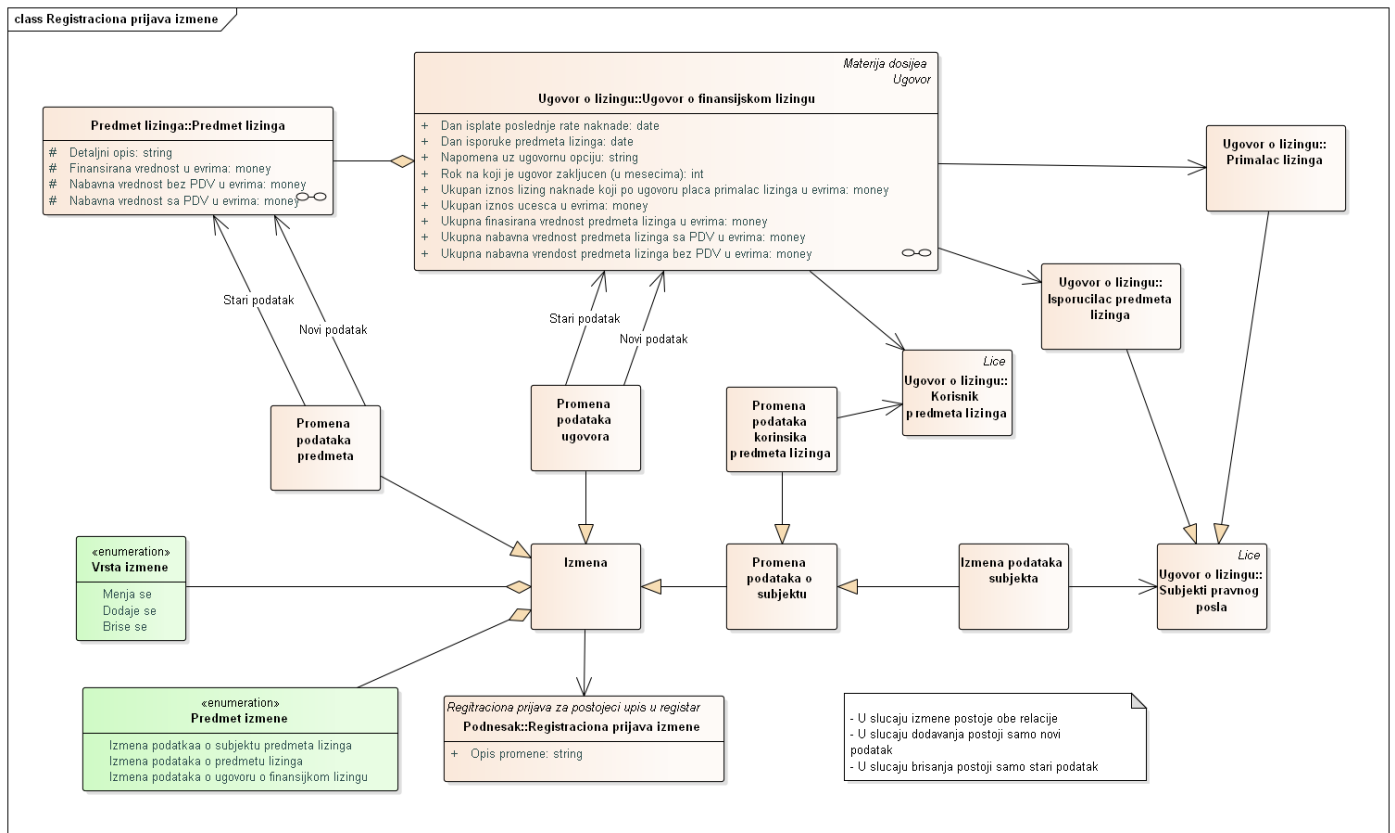 class Registraciona prijava izmene
Materija dosijea
Ugovor
Ugovor o lizingu::Ugovor o finansijskom lizingu
+ Dan isplate poslednje rate naknade: date
+ Dan isporuke predmeta lizinga: date
+ Napomena uz ugovornu opciju: string
+ Rok na koji je ugovor zakljucen (u mesecima): int
+ Ukupan iznos lizing naknade koji po ugovoru placa primalac lizinga u evrima: money
+ Ukupan iznos ucesca u evrima: money
+ Ukupna finasirana vrednost predmeta lizinga u evrima: money
+ Ukupna nabavna vrednost predmeta lizinga sa PDV u evrima: money
+ Ukupna nabavna vrendost predmeta lizinga bez PDV u evrima: money
Predmet lizinga::Predmet lizinga
# Detaljni opis: string
# Finansirana vrednost u evrima: money
# Nabavna vrednost bez PDV u evrima: money
# Nabavna vrednost sa PDV u evrima: money
Ugovor o lizingu::
Primalac lizinga
Ugovor o lizingu::
Isporucilac predmeta
lizinga
Stari podatak
Novi podatak
Stari podatak
Novi podatak
Lice
Ugovor o lizingu::
Korisnik
predmeta lizinga
Promena
podataka
predmeta
Promena
podataka
ugovora
Promena
podataka
korinsika
predmeta lizinga
«enumeration»
Vrsta izmene
Menja se
Dodaje se
Brise se
Izmena
Promena
podataka o
subjektu
Izmena podataka
subjekta
Lice
Ugovor o lizingu::
Subjekti pravnog
posla
«enumeration»
Predmet izmene
Izmena podatkaa o subjektu predmeta lizinga
Izmena podataka o predmetu lizinga
Izmena podataka o ugovoru o finansijkom lizingu
Regitraciona prijava za postojeci upis u registar
Podnesak::Registraciona prijava izmene
+ Opis promene: string
- U slucaju izmene postoje obe relacije
- U slucaju dodavanja postoji samo novi
podatak
- U slucaju brisanja postoji samo stari podatak